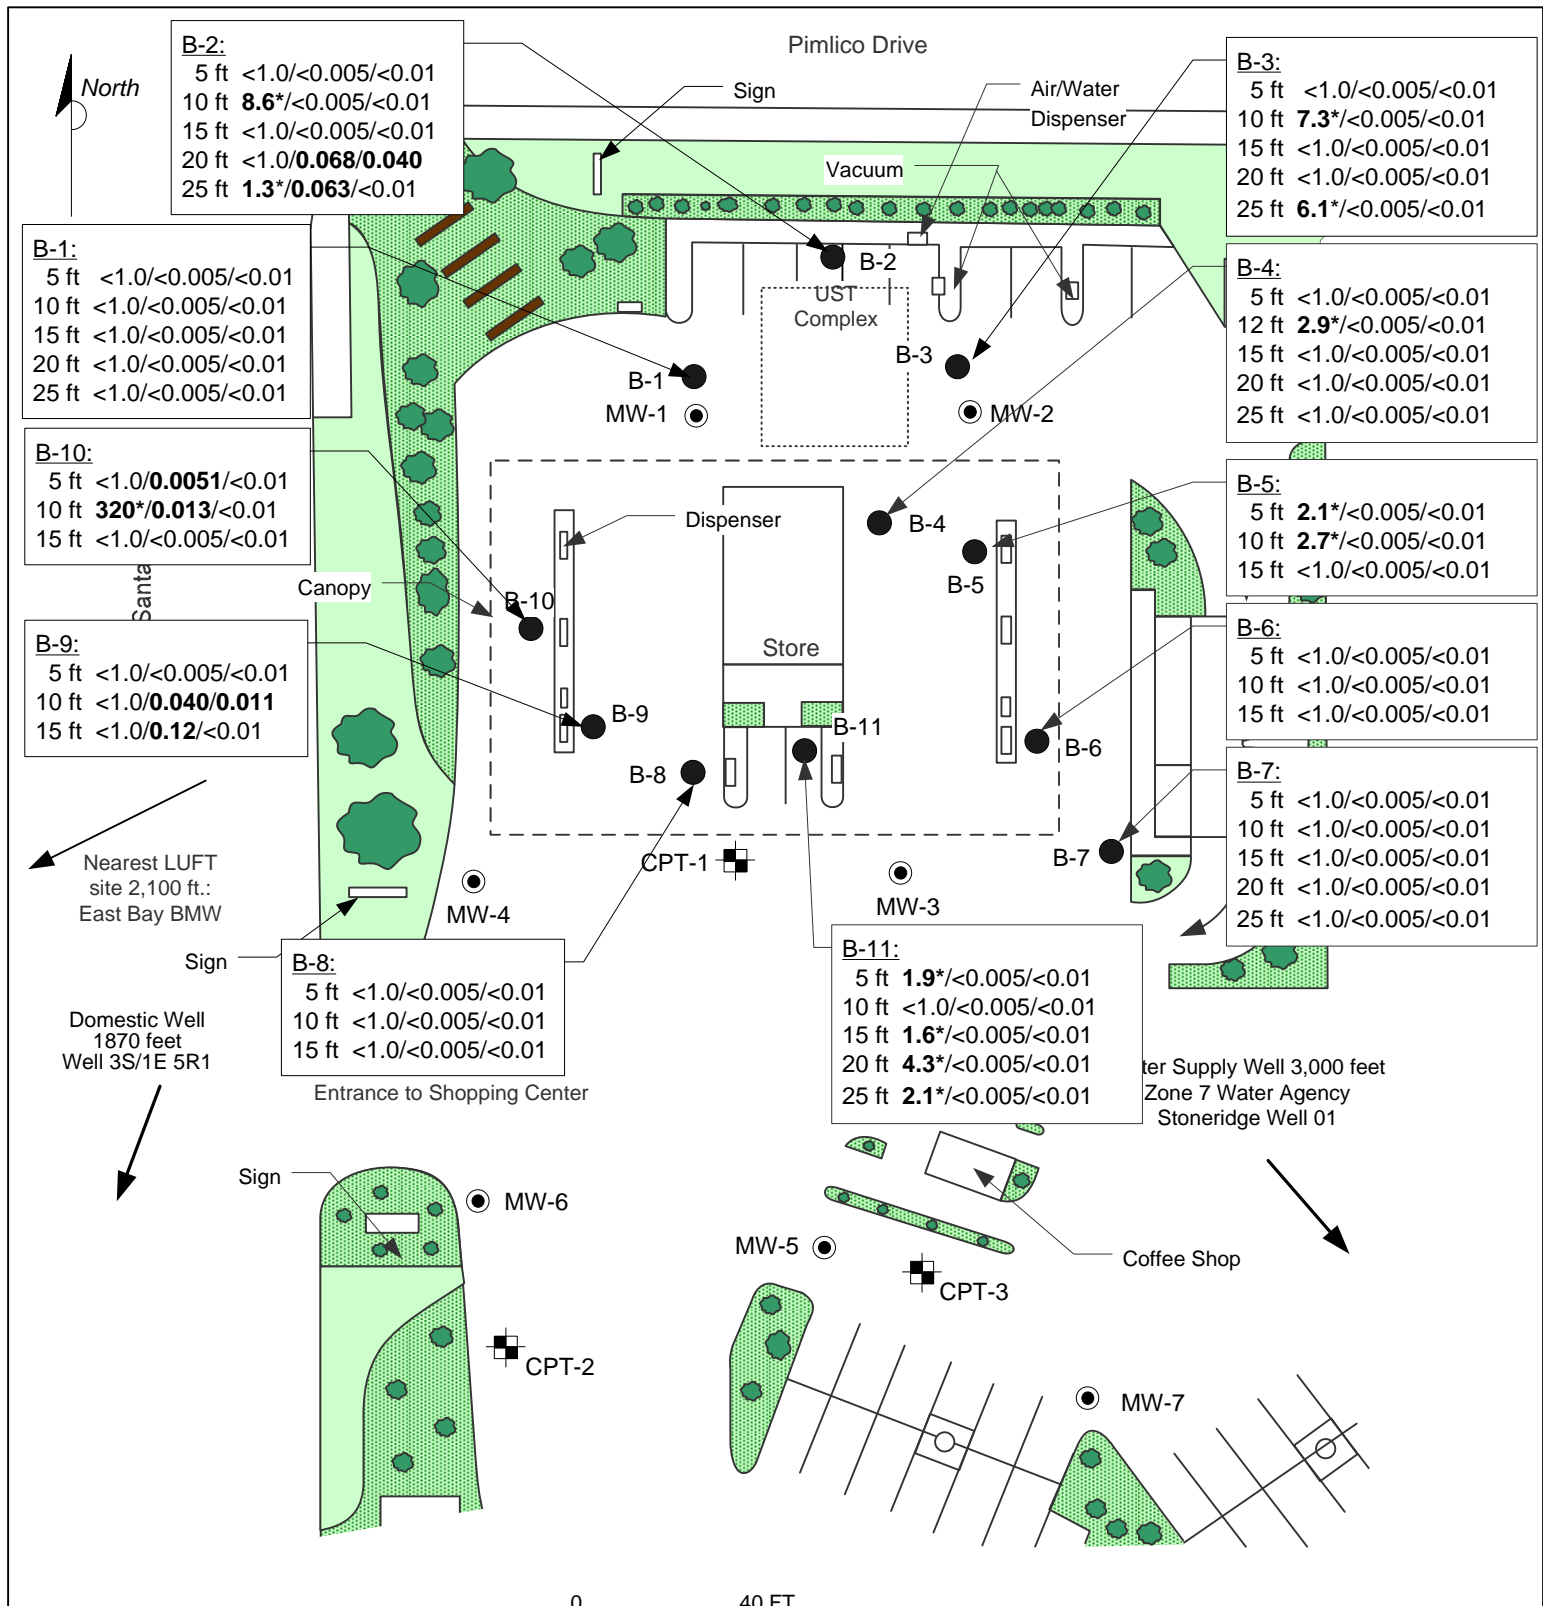 Pimlico Drive
North
B-2:
5 ft <1.0/<0.005/<0.01
10 ft 8.6*/<0.005/<0.01
15 ft <1.0/<0.005/<0.01
20 ft <1.0/0.068/0.040
25 ft 1.3*/0.063/<0.01
Sign
Air/Water
Dispenser
Vacuum
B-3:
5 ft <1.0/<0.005/<0.01
10 ft 7.3*/<0.005/<0.01
15 ft <1.0/<0.005/<0.01
20 ft <1.0/<0.005/<0.01
25 ft 6.1*/<0.005/<0.01
B-1:
5 ft <1.0/<0.005/<0.01
10 ft <1.0/<0.005/<0.01
15 ft <1.0/<0.005/<0.01
20 ft <1.0/<0.005/<0.01
25 ft <1.0/<0.005/<0.01
B-2
UST
Complex
B-4:
5 ft <1.0/<0.005/<0.01
12 ft 2.9*/<0.005/<0.01
15 ft <1.0/<0.005/<0.01
20 ft <1.0/<0.005/<0.01
25 ft <1.0/<0.005/<0.01
B-3
B-1
MW-1
MW-2
B-10:
5 ft <1.0/0.0051/<0.01
10 ft 320*/0.013/<0.01
15 ft <1.0/<0.005/<0.01
Santa
B-5:
5 ft 2.1*/<0.005/<0.01
10 ft 2.7*/<0.005/<0.01
15 ft <1.0/<0.005/<0.01
Dispenser
B-4
B-5
Canopy
B-10
Store
B-9:
5 ft <1.0/<0.005/<0.01
10 ft <1.0/0.040/0.011
15 ft <1.0/0.12/<0.01
B-6:
5 ft <1.0/<0.005/<0.01
10 ft <1.0/<0.005/<0.01
15 ft <1.0/<0.005/<0.01
B-9
B-11
B-6
B-8
B-7:
5 ft <1.0/<0.005/<0.01
10 ft <1.0/<0.005/<0.01
15 ft <1.0/<0.005/<0.01
20 ft <1.0/<0.005/<0.01
25 ft <1.0/<0.005/<0.01
B-7
CPT-1
Nearest LUFT
site 2,100 ft.:
East Bay BMW
MW-4
MW-3
Sign
B-8:
5 ft <1.0/<0.005/<0.01
10 ft <1.0/<0.005/<0.01
15 ft <1.0/<0.005/<0.01
B-11:
5 ft 1.9*/<0.005/<0.01
10 ft <1.0/<0.005/<0.01
15 ft 1.6*/<0.005/<0.01
20 ft 4.3*/<0.005/<0.01
25 ft 2.1*/<0.005/<0.01
Domestic Well
1870 feet
Well 3S/1E 5R1
ter Supply Well 3,000 feet
Zone 7 Water Agency
Stoneridge Well 01
Entrance to Shopping Center
Sign
MW-6
MW-5
Coffee Shop
CPT-3
CPT-2
MW-7
0 40 FT